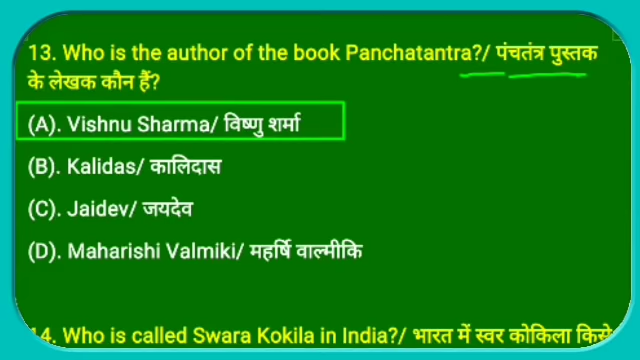 13. Who is the author of the book Panchatantra?/ पंचतंत्र पुस्तक
के लेखक कौन हैं?
(A). Vishnu Sharma/ विष्णु शर्मा
(B). Kalidas/ कालिदास
(C). Jaidev/ जयदेव
(D). Maharishi Valmiki/ महर्षि वाल्मीकि
14. Who is called Swara Kokila in India?/ भारत में स्वर कोकिला किसे